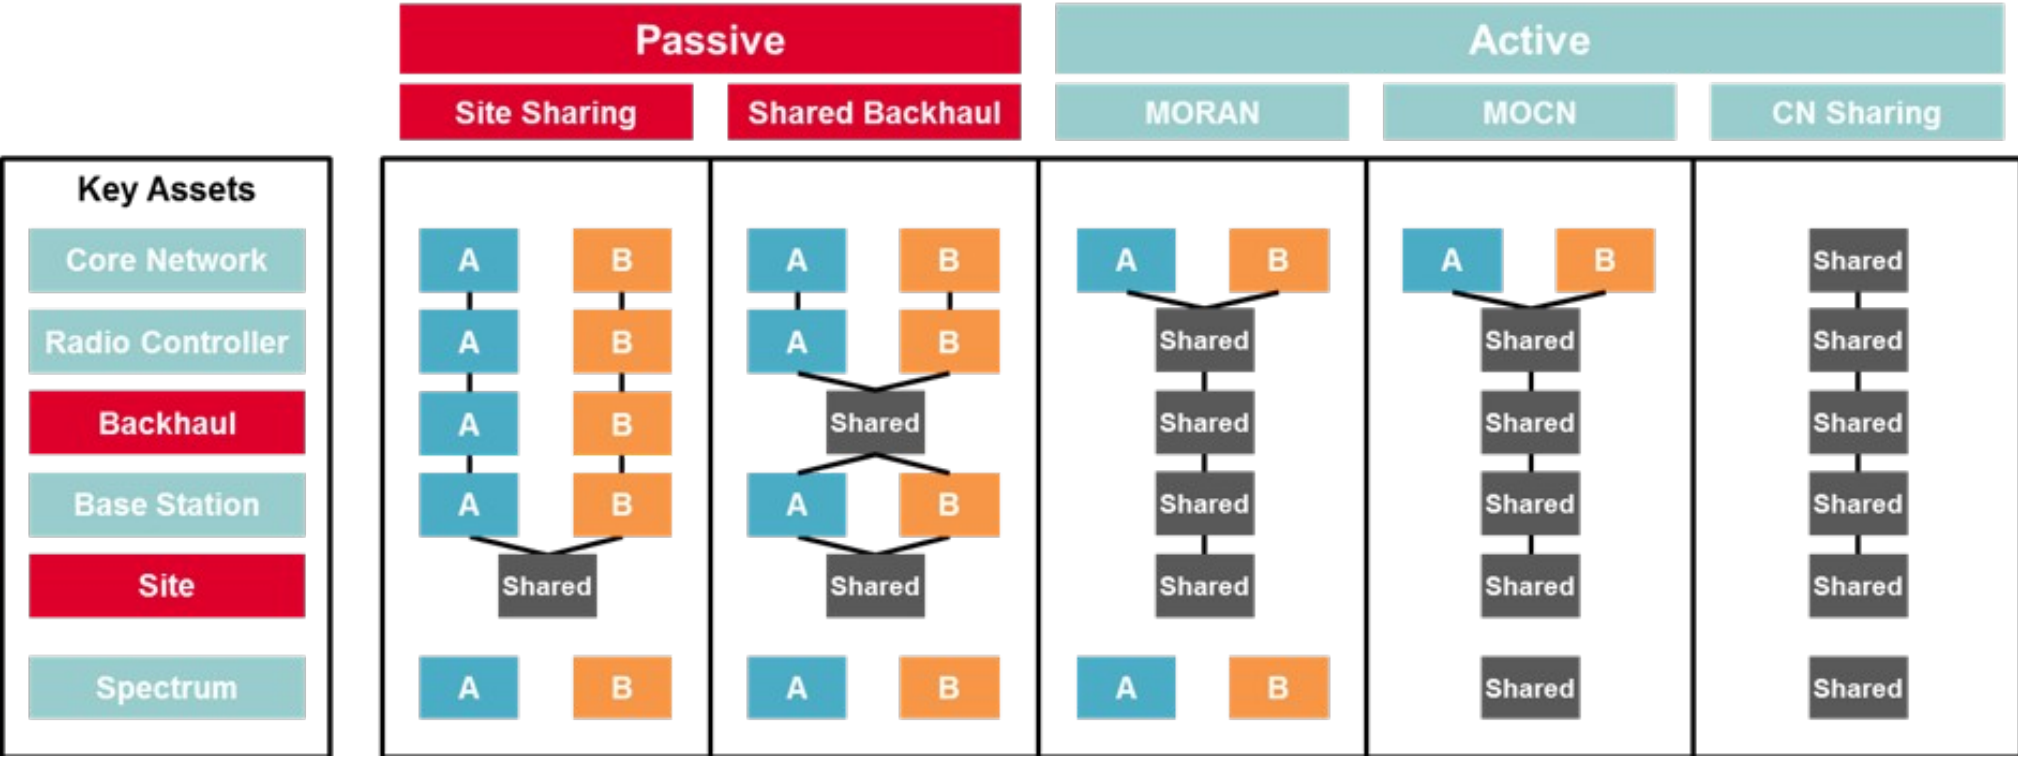 Passive Active
Site Sharing Shared Backhaul MORAN MOCN CN Sharing
Key Assets
Core Network A B A B A B A B Shared
Radio Controller A B A B Shared Shared Shared
Backhaul A B Shared Shared Shared Shared
Base Station A B A B Shared Shared Shared
Site Shared Shared Shared Shared Shared
Spectrum A B A B A B Shared Shared